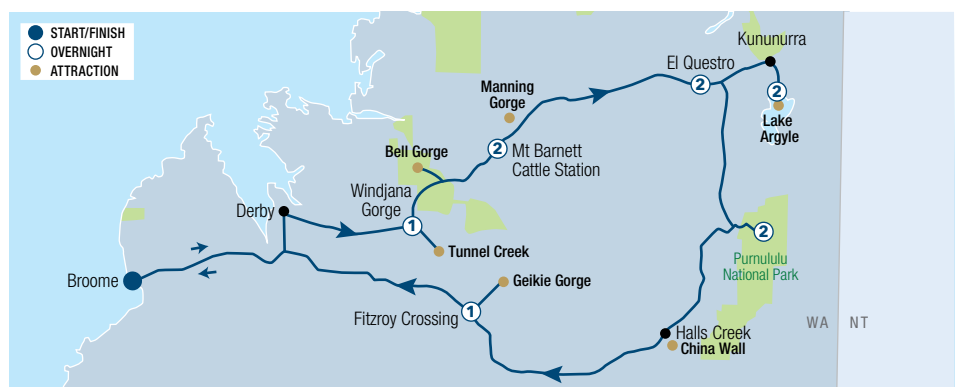 START/FINISH
OVERNIGHT
ATTRACTION
Kununurra
El Questro
2
2
Lake
Argyle
Manning
Gorge
2
Mt Barnett
Cattle Station
Bell Gorge
Windjana
Gorge
1
Derby
Tunnel Creek
2
Purnululu
National Park
Broome
Geikie Gorge
1
Fitzroy Crossing
Halls Creek
China Wall
WA
NT